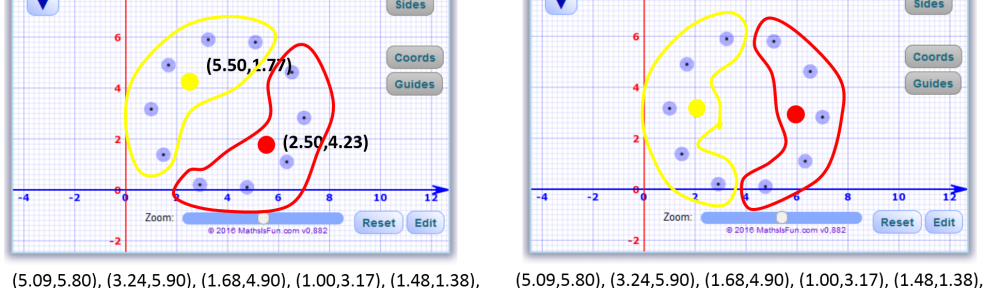 Sides
6
(5.50,1.77)
Coords
4
Guides
2
(2.50,4.23)
-4 -2 0 2 4 6 8 10 12
Zoom:
Reset Edit
© 2016 MathsIsFun.com v0.882
-2
(5.09,5.80), (3.24,5.90), (1.68,4.90), (1.00,3.17), (1.48,1.38),
Sides
6
Coords
4
Guides
2
-4 -2 0 2 4 6 8 10 12
Zoom:
Reset Edit
© 2016 MathsIsFun.com v0.882
-2
(5.09,5.80), (3.24,5.90), (1.68,4.90), (1.00,3.17), (1.48,1.38),